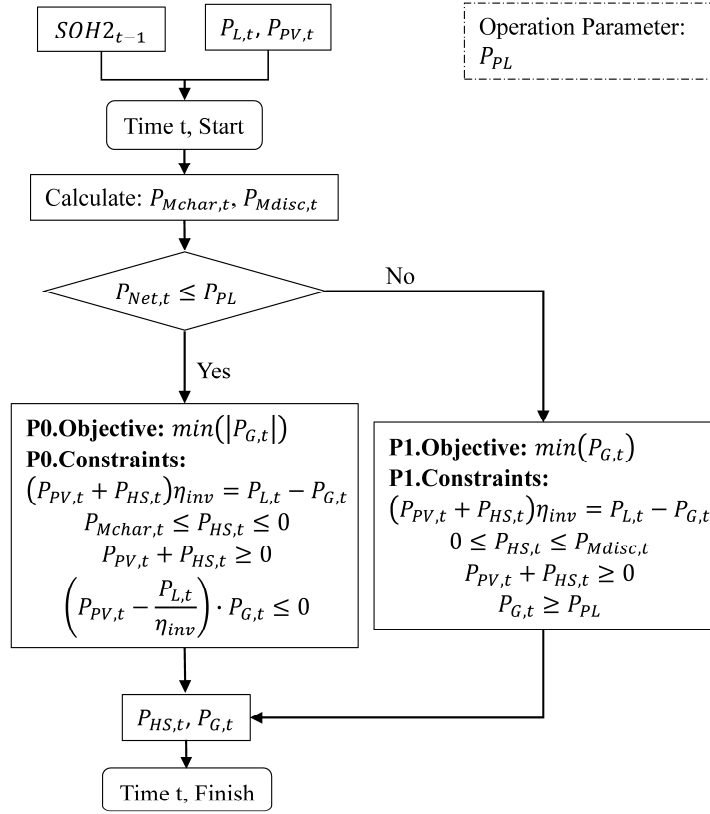 SOH2_{t−1}
P_{L,t}, P_{PV,t}
Operation Parameter:
P_{PL}
Time t, Start
Calculate: P_{Mchar,t}, P_{Mdisc,t}
P_{Net,t} ≤ P_{PL}
No
Yes
P0.Objective: min(|P_{G,t}|)
P0.Constraints:
(P_{PV,t} + P_{HS,t})η_{inv} = P_{L,t} − P_{G,t}
P_{Mchar,t} ≤ P_{HS,t} ≤ 0
P_{PV,t} + P_{HS,t} ≥ 0
(P_{PV,t} − P_{L,t}/η_{inv}) · P_{G,t} ≤ 0
P1.Objective: min(P_{G,t})
P1.Constraints:
(P_{PV,t} + P_{HS,t})η_{inv} = P_{L,t} − P_{G,t}
0 ≤ P_{HS,t} ≤ P_{Mdisc,t}
P_{PV,t} + P_{HS,t} ≥ 0
P_{G,t} ≥ P_{PL}
P_{HS,t}, P_{G,t}
Time t, Finish